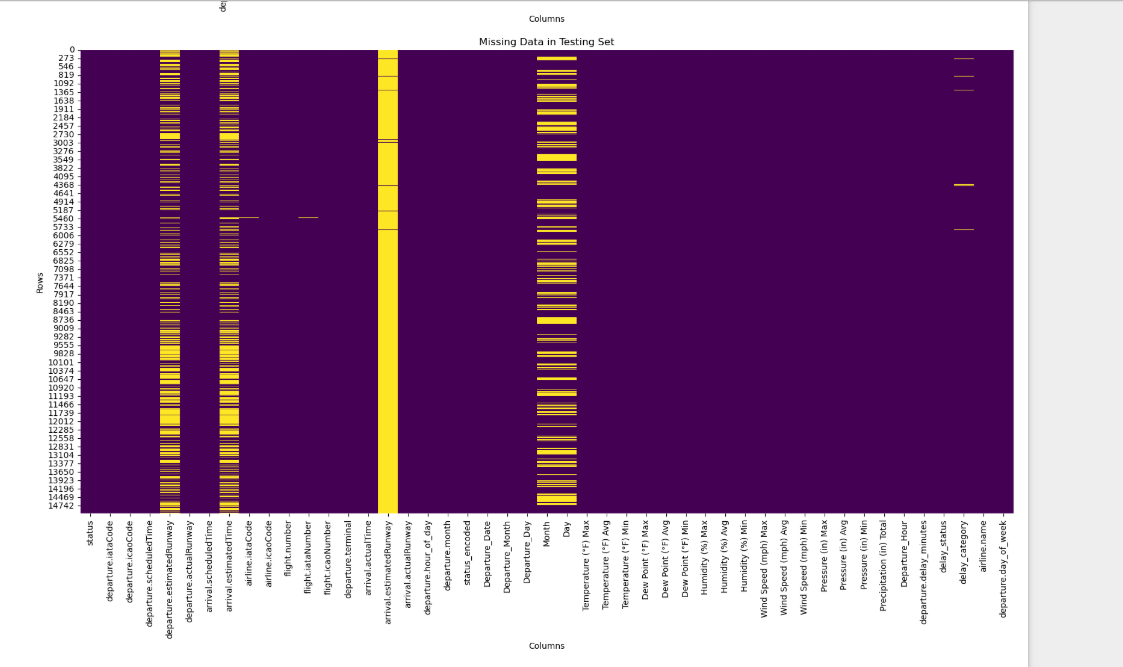 de
Columns
Missing Data in Testing Set
0
273
546
819
1092
1365
1638
1911
2184
2457
2730
3003
3276
3549
3822
4095
4368
4641
4914
5187
5460
5733
6006
6279
6552
6825
7098
7371
7644
7917
8190
8463
8736
9009
9282
9555
9828
10101
10374
10647
10920
11193
11466
11739
12012
12285
12558
12831
13104
13377
13650
13923
14196
14469
14742
Rows
status
departure.iataCode
departure.icaoCode
departure.scheduledTime
departure.estimatedRunway
departure.actualRunway
arrival.scheduledTime
arrival.estimatedTime
airline.iataCode
airline.icaoCode
flight.number
flight.iataNumber
flight.icaoNumber
departure.terminal
arrival.actualTime
arrival.estimatedRunway
arrival.actualRunway
departure.hour_of_day
departure.month
status_encoded
Departure_Date
Departure_Month
Departure_Day
Month
Day
Temperature (°F) Max
Temperature (°F) Avg
Temperature (°F) Min
Dew Point (°F) Max
Dew Point (°F) Avg
Dew Point (°F) Min
Humidity (%) Max
Humidity (%) Avg
Humidity (%) Min
Wind Speed (mph) Max
Wind Speed (mph) Avg
Wind Speed (mph) Min
Pressure (in) Max
Pressure (in) Avg
Pressure (in) Min
Precipitation (in) Total
Departure_Hour
departure.delay_minutes
delay_status
delay_category
airline.name
departure.day_of_week
Columns